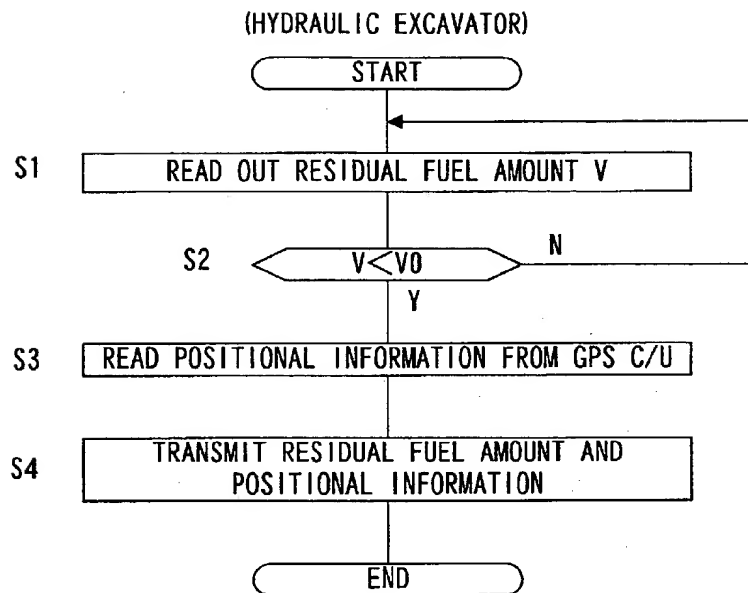 (HYDRAULIC EXCAVATOR)
START
S1
READ OUT RESIDUAL FUEL AMOUNT V
S2
V<V0
N
Y
S3
READ POSITIONAL INFORMATION FROM GPS C/U
S4
TRANSMIT RESIDUAL FUEL AMOUNT AND
POSITIONAL INFORMATION
END